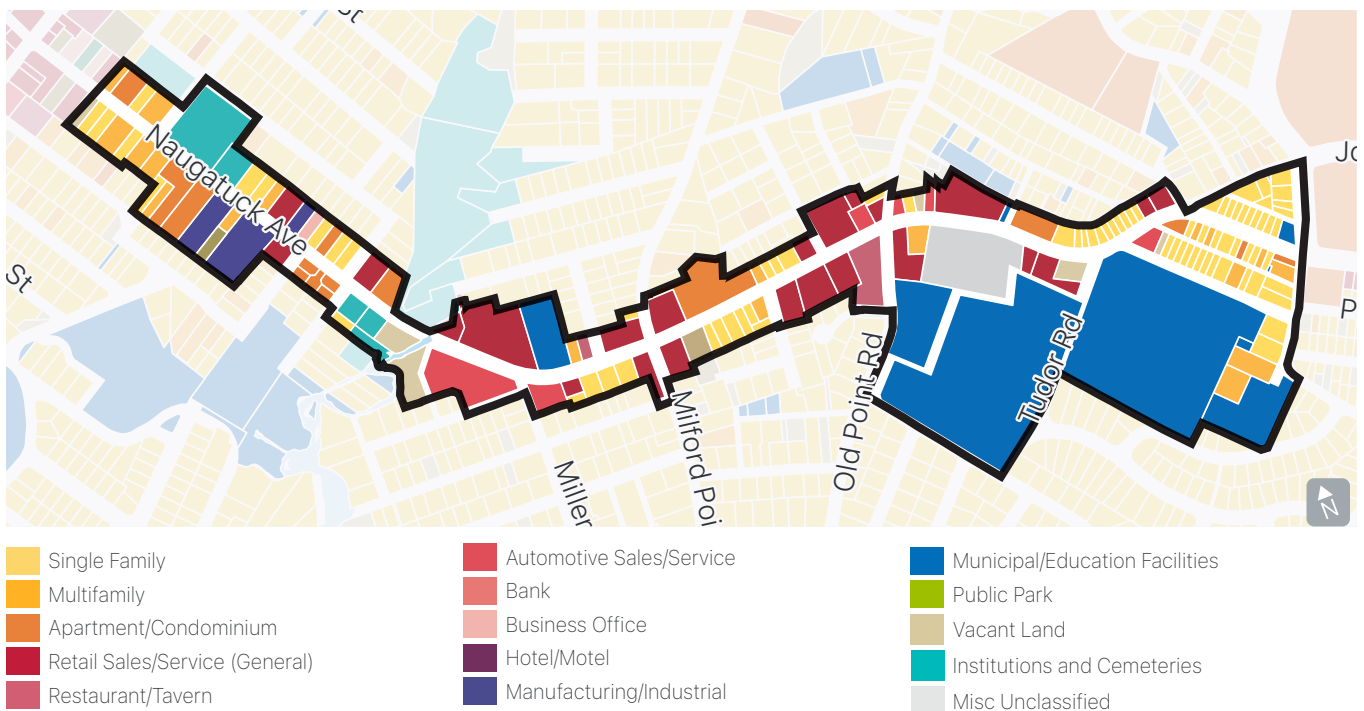 St
Jo
Naugatuck Ave
St
P
Old Point Rd
Tudor Rd
Milford Poi
Miller
N
Single Family
Multifamily
Apartment/Condominium
Retail Sales/Service (General)
Restaurant/Tavern
Automotive Sales/Service
Bank
Business Office
Hotel/Motel
Manufacturing/Industrial
Municipal/Education Facilities
Public Park
Vacant Land
Institutions and Cemeteries
Misc Unclassified